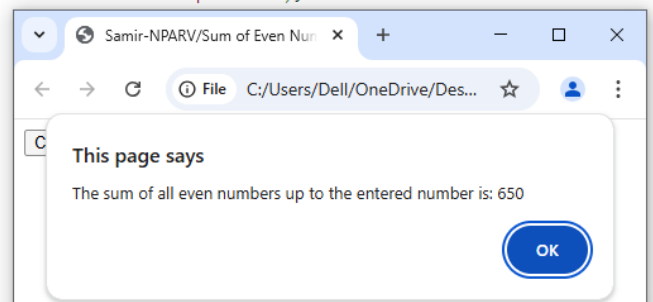 Samir-NPARV/Sum of Even Nun
File C:/Users/Dell/OneDrive/Des...
C
This page says
The sum of all even numbers up to the entered number is: 650
OK